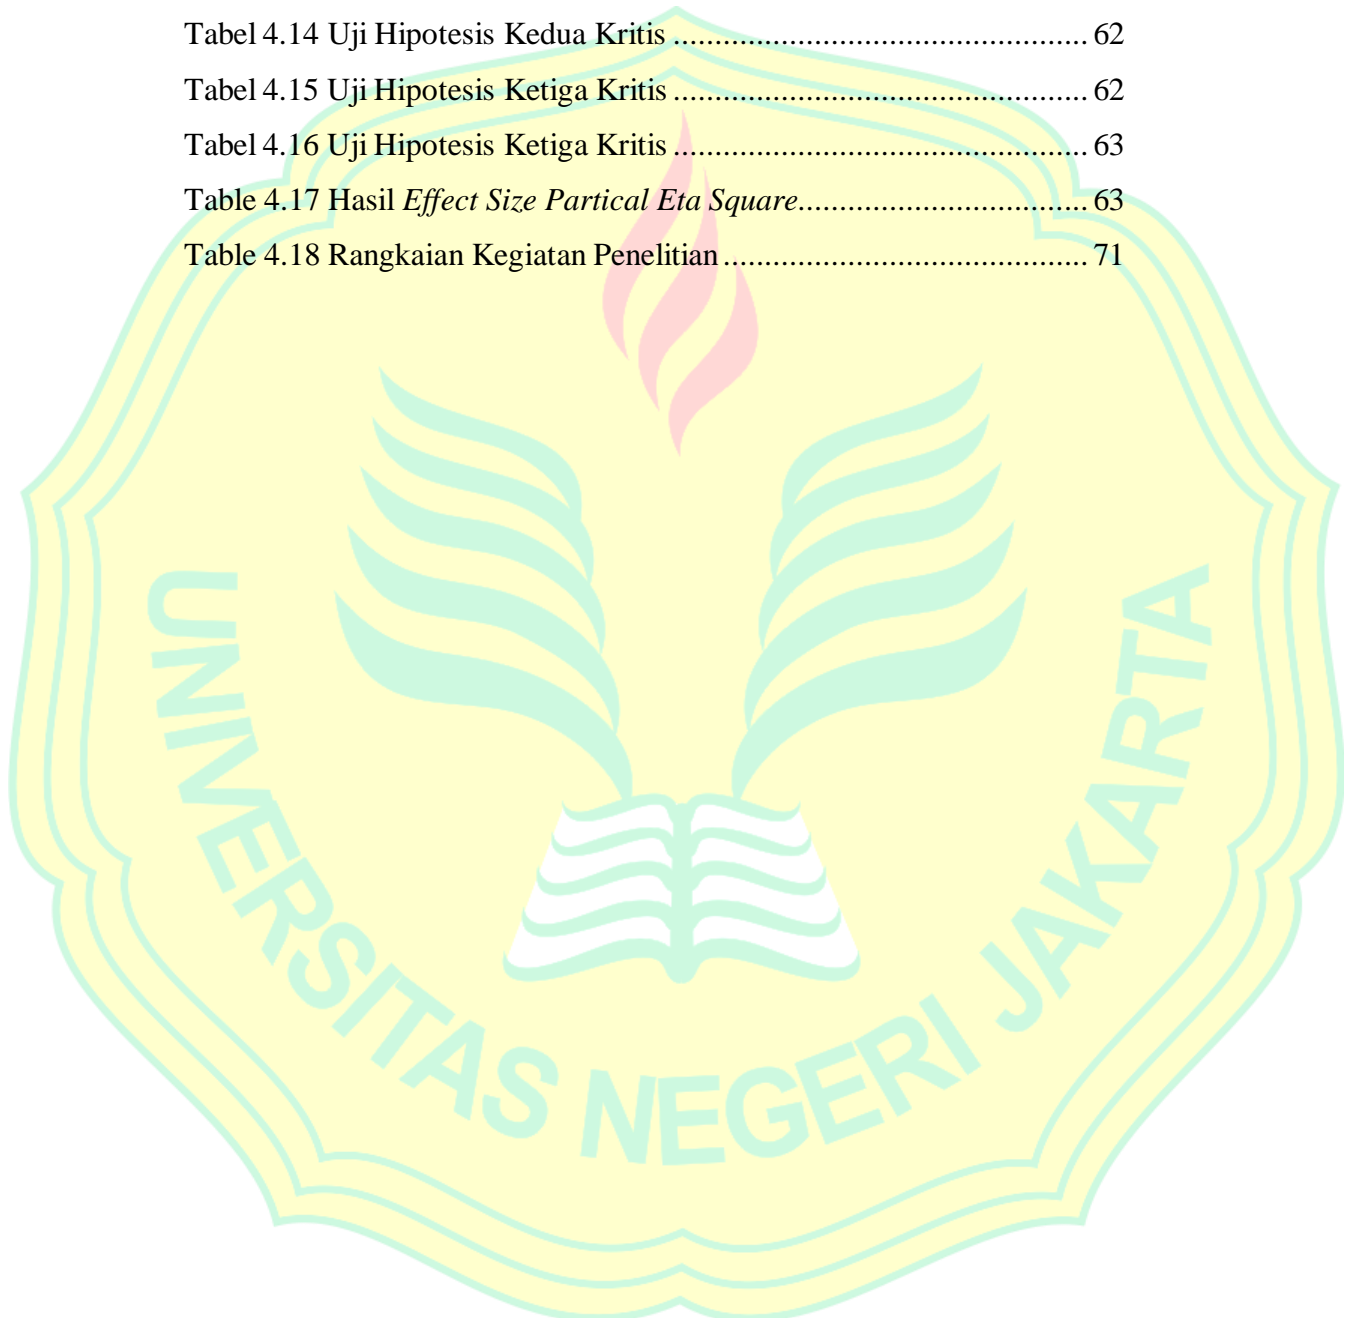 Tabel 4.14 Uji Hipotesis Kedua Kritis ......................................................... 62
Tabel 4.15 Uji Hipotesis Ketiga Kritis ......................................................... 62
Tabel 4.16 Uji Hipotesis Ketiga Kritis ......................................................... 63
Table 4.17 Hasil Effect Size Partical Eta Square........................................ 63
Table 4.18 Rangkaian Kegiatan Penelitian .................................................. 71
UNIVERSITAS NEGERI JAKARTA